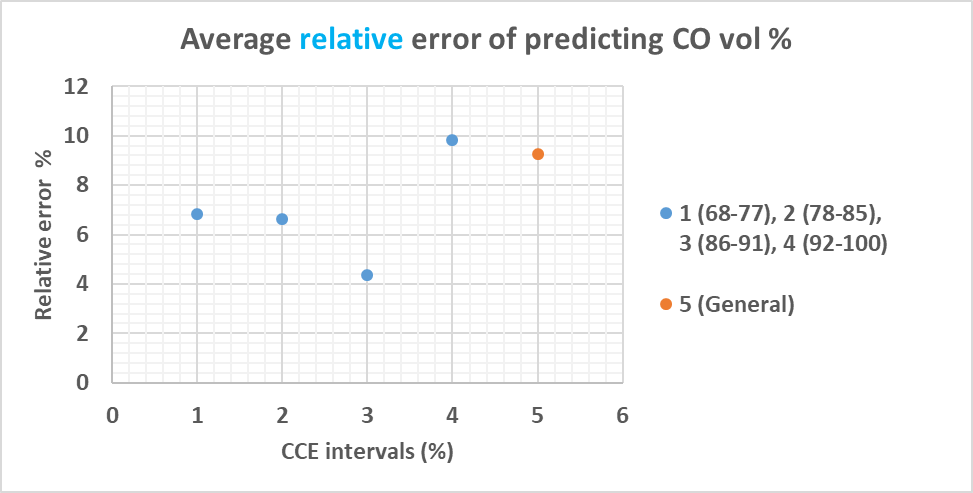 Average relative error of predicting CO vol %
12
10
8
6
4
2
0
Relative error %
0 1 2 3 4 5 6
CCE intervals (%)
1 (68-77), 2 (78-85),
3 (86-91), 4 (92-100)
5 (General)